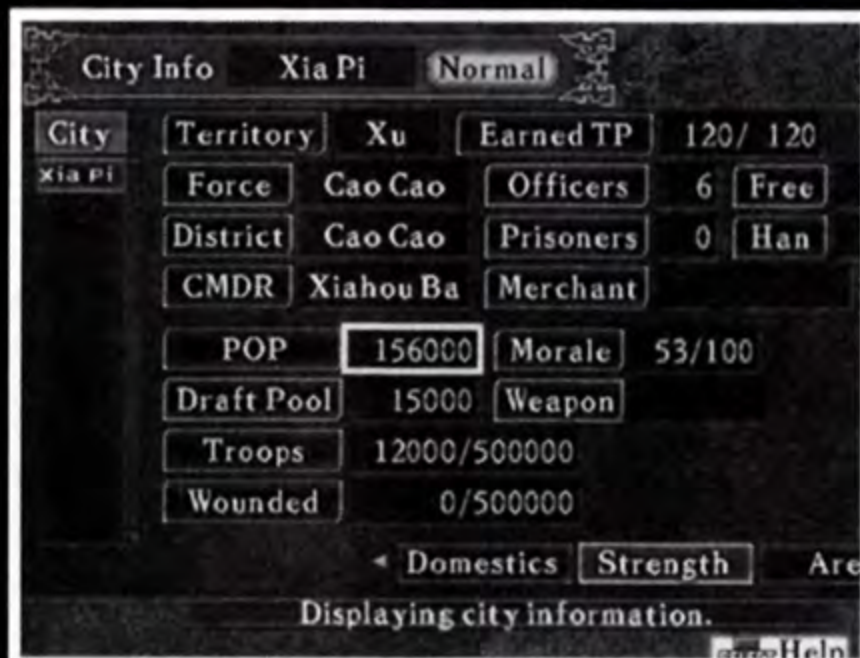 City Info Xia Pi Normal
City Territory Xu Earned TP 120/ 120
Xia Pi Force Cao Cao Officers 6 Free
District Cao Cao Prisoners 0 Han
CMDR Xiahou Ba Merchant
POP 156000 Morale 53/100
Draft Pool 15000 Weapon
Troops 12000/500000
Wounded 0/500000
Domestics Strength Are
Displaying city information.
Help